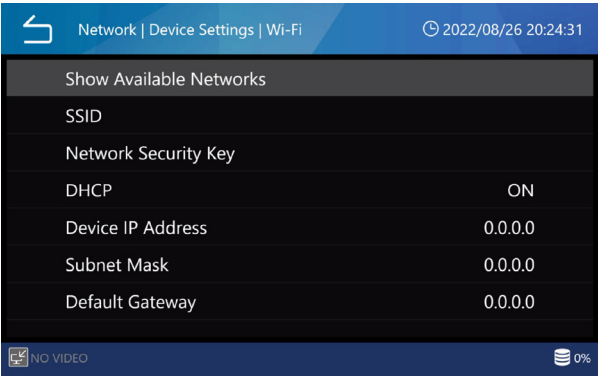 Network | Device Settings | Wi-Fi 2022/08/26 20:24:31
Show Available Networks
SSID
Network Security Key
DHCP ON
Device IP Address 0.0.0.0
Subnet Mask 0.0.0.0
Default Gateway 0.0.0.0
NO VIDEO 0%